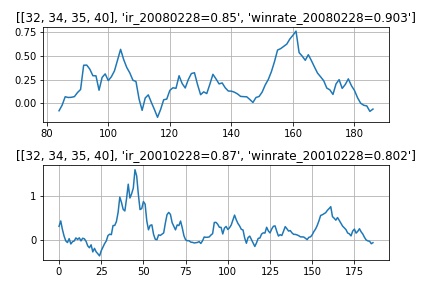 [[32, 34, 35, 40], 'ir_20080228=0.85', 'winrate_20080228=0.903']
0.75
0.50
0.25
0.00
80 100 120 140 160 180
[[32, 34, 35, 40], 'ir_20010228=0.87', 'winrate_20010228=0.802']
1
0
0 25 50 75 100 125 150 175